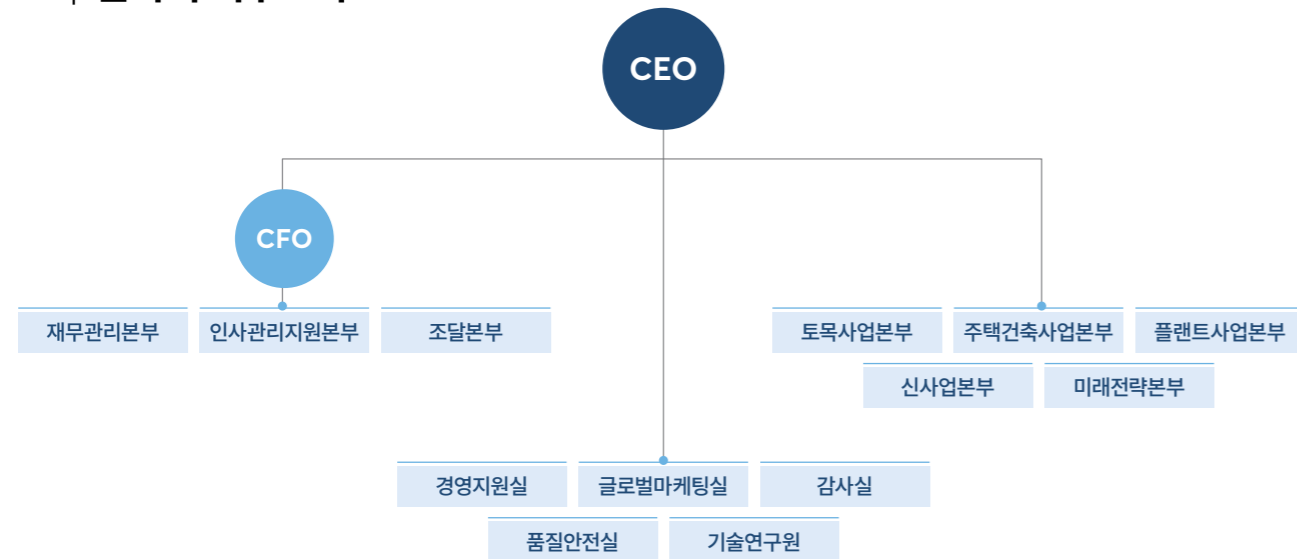 CEO
CFO
재무관리본부 인사관리지원본부 조달본부
토목사업본부 주택건축사업본부 플랜트사업본부
신사업본부 미래전략본부
경영지원실 글로벌마케팅실 감사실
품질안전실 기술연구원